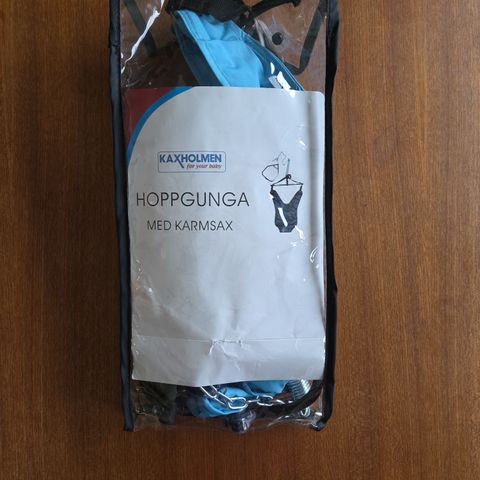 KAXHOLMEN
for your baby
HOPPGUNGA
MED KARMSAX